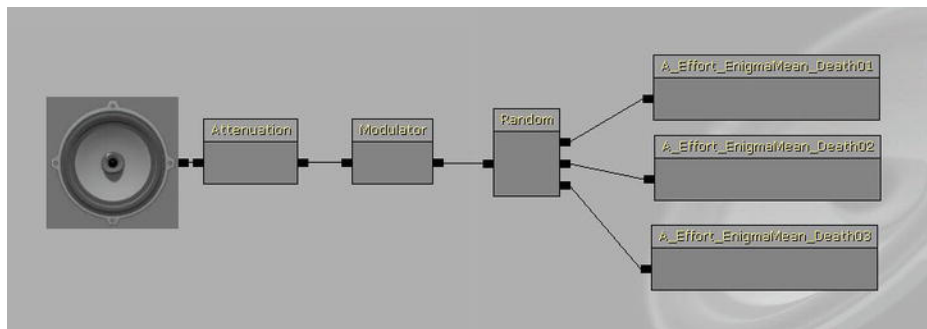 A_Effort_EnigmaMean_Death01
Attenuation
Modulator
Random
A_Effort_EnigmaMean_Death02
A_Effort_EnigmaMean_Death03